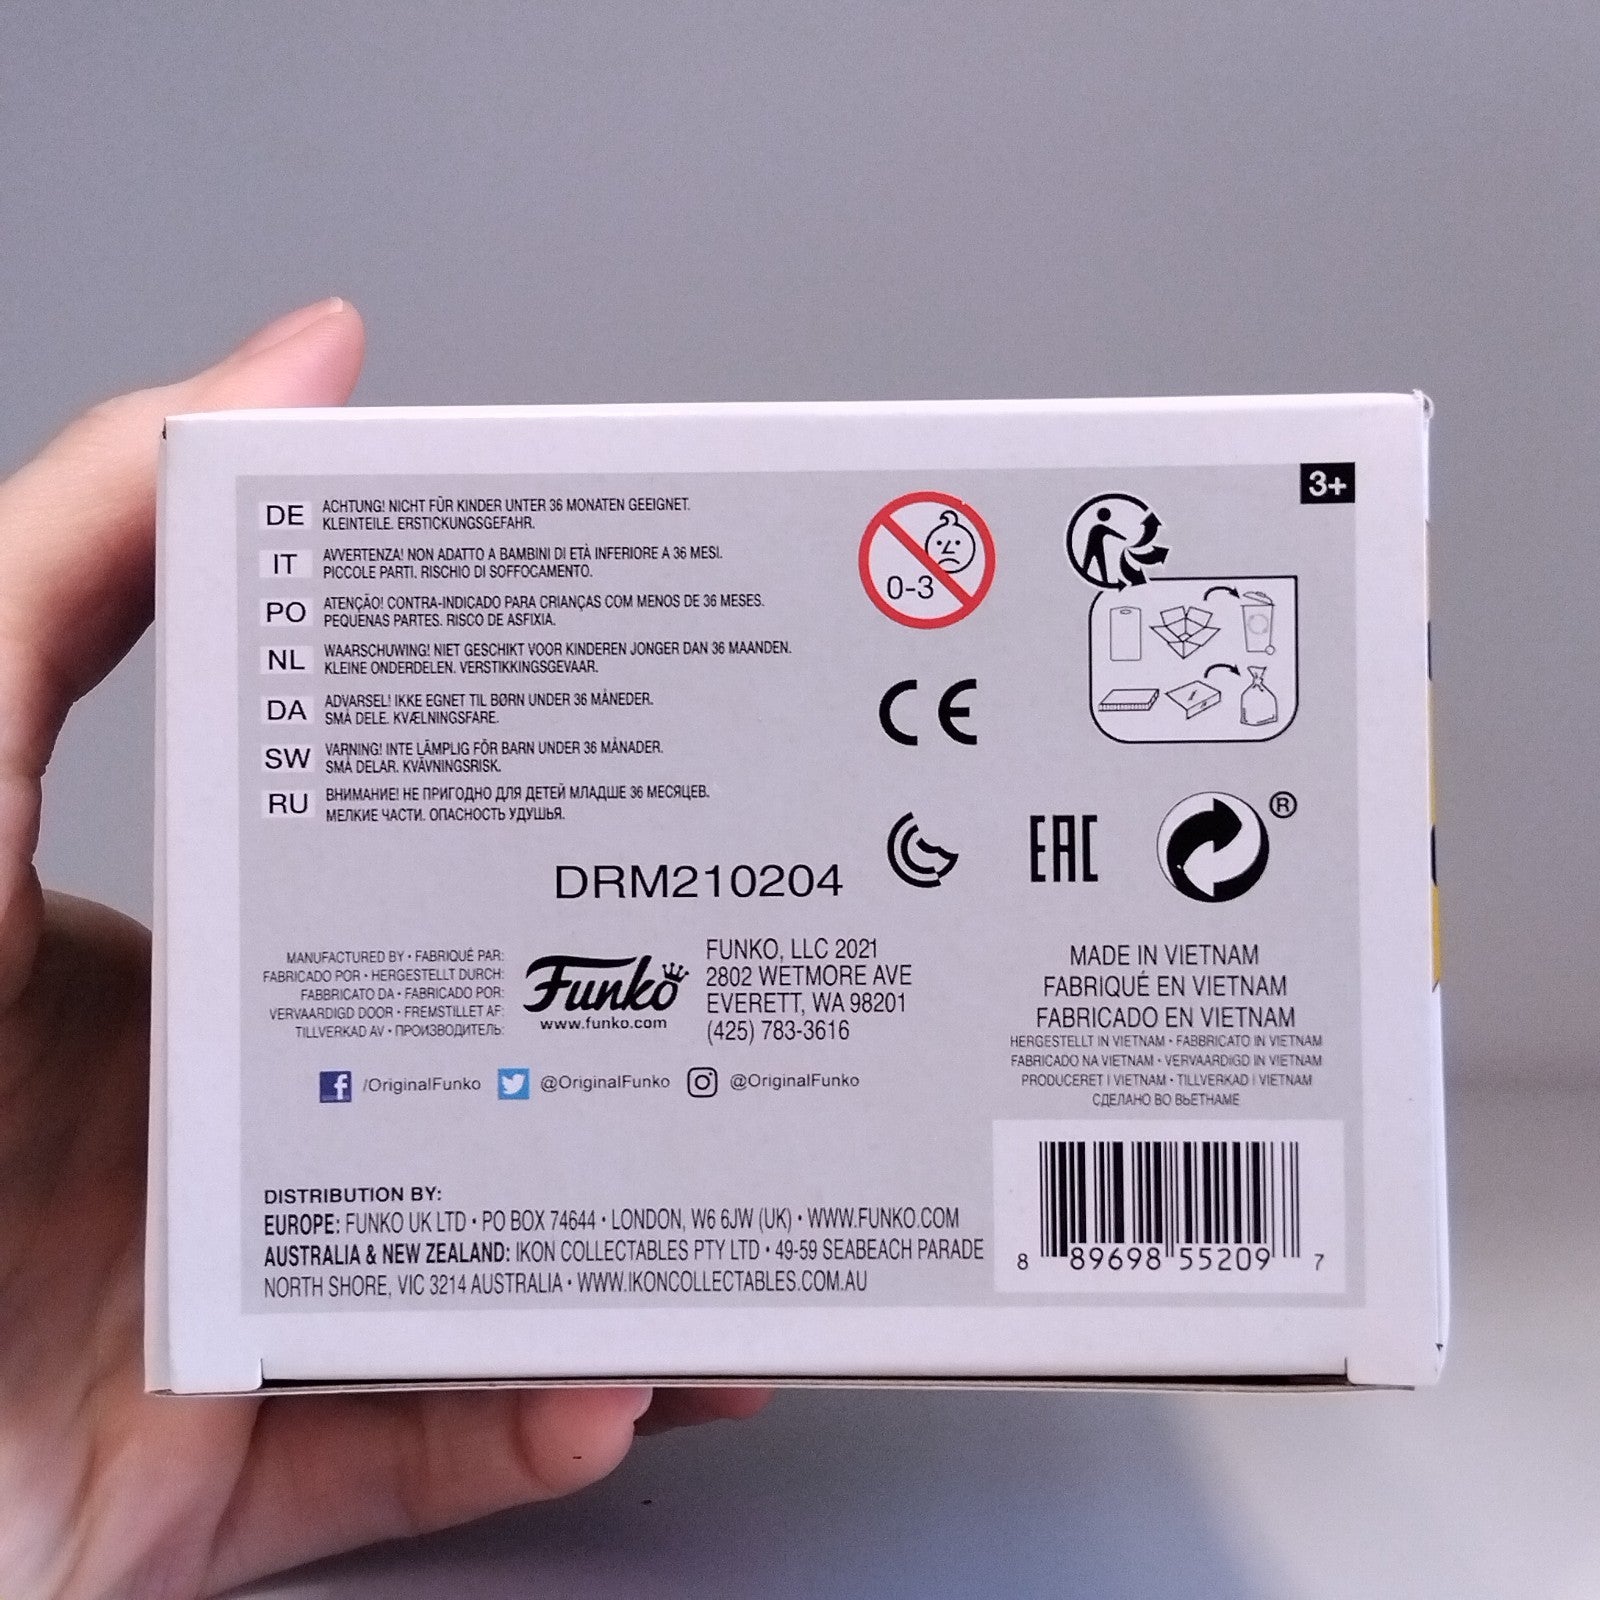 3+
DE ACHTUNG! NICHT FÜR KINDER UNTER 36 MONATEN GEEIGNET.
KLEINTEILE. ERSTICKUNGSGEFAHR.
IT AVVERTENZA! NON ADATTO A BAMBINI DI ETÀ INFERIORE A 36 MESI.
PICCOLE PARTI. RISCHIO DI SOFFOCAMENTO.
PO ATENÇÃO! CONTRA-INDICADO PARA CRIANÇAS COM MENOS DE 36 MESES.
PEQUENAS PARTES. RISCO DE ASFIXIA.
NL WAARSCHUWING! NIET GESCHIKT VOOR KINDEREN JONGER DAN 36 MAANDEN.
KLEINE ONDERDELEN. VERSTIKKINGSGEVAAR.
DA ADVARSEL! IKKE EGNET TIL BØRN UNDER 36 MÅNEDER.
SMÅ DELE. KVÆLNINGSFARE.
SW VARNING! INTE LÄMPLIG FÖR BARN UNDER 36 MÅNADER.
SMÅ DELAR. KVÄVNINGSRISK.
RU ВНИМАНИЕ! НЕ ПРИГОДНО ДЛЯ ДЕТЕЙ МЛАДШЕ 36 МЕСЯЦЕВ.
МЕЛКИЕ ЧАСТИ. ОПАСНОСТЬ УДУШЬЯ.
0-3
CE
EAC
®
DRM210204
MANUFACTURED BY • FABRIQUÉ PAR:
FABRICADO POR • HERGESTELLT DURCH:
FABBRICATO DA • FABRICADO POR:
VERVAARDIGD DOOR • FREMSTILLET AF:
TILLVERKAD AV • ПРОИЗВОДИТЕЛЬ:
Funko
www.funko.com
FUNKO, LLC 2021
2802 WETMORE AVE
EVERETT, WA 98201
(425) 783-3616
MADE IN VIETNAM
FABRIQUÉ EN VIETNAM
FABRICADO EN VIETNAM
HERGESTELLT IN VIETNAM • FABBRICATO IN VIETNAM
FABRICADO NA VIETNAM • VERVAARDIGD IN VIETNAM
PRODUCERET I VIETNAM • TILLVERKAD I VIETNAM
СДЕЛАНО ВО ВЬЕТНАМЕ
f /OriginalFunko @OriginalFunko @OriginalFunko
DISTRIBUTION BY:
EUROPE: FUNKO UK LTD • PO BOX 74644 • LONDON, W6 6JW (UK) • WWW.FUNKO.COM
AUSTRALIA & NEW ZEALAND: IKON COLLECTABLES PTY LTD • 49-59 SEABEACH PARADE
NORTH SHORE, VIC 3214 AUSTRALIA • WWW.IKONCOLLECTABLES.COM.AU
8 89698 55209 7